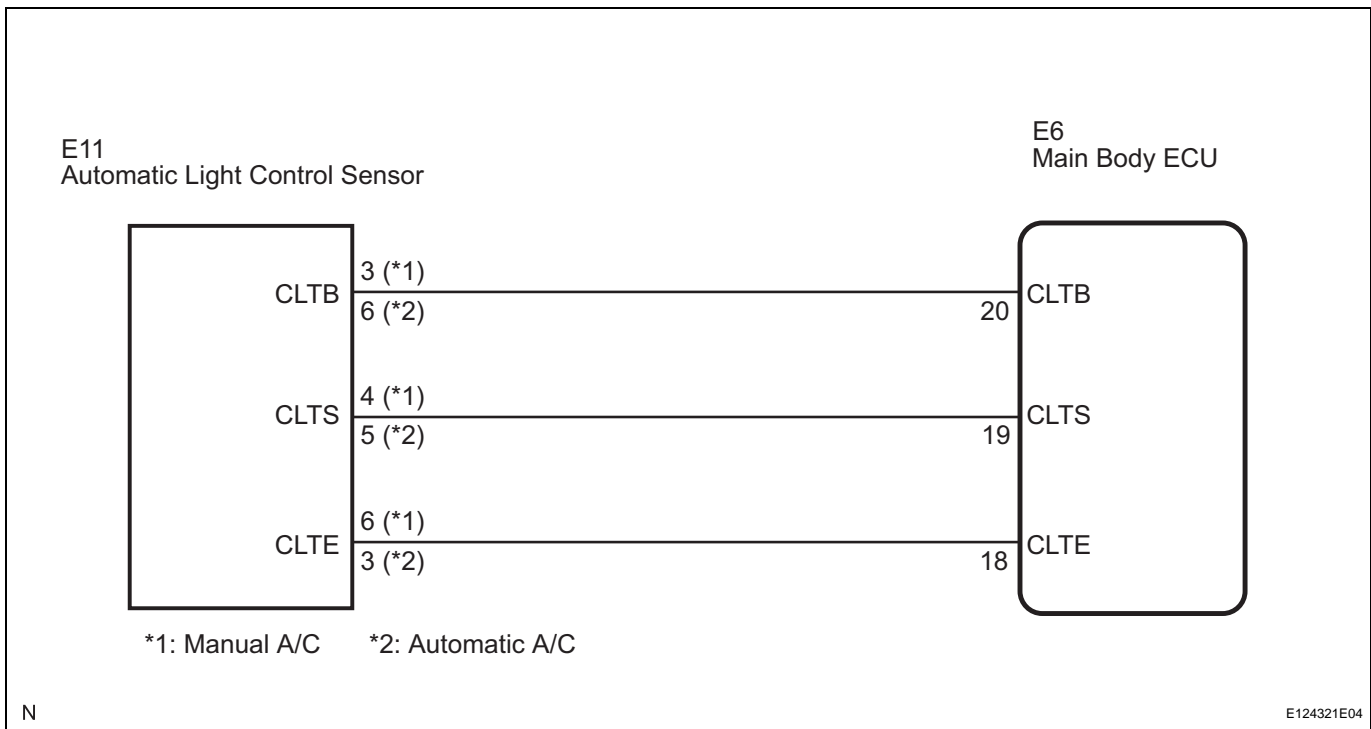 E11
Automatic Light Control Sensor
E6
Main Body ECU
CLTB
3 (*1)
6 (*2)
20
CLTB
CLTS
4 (*1)
5 (*2)
19
CLTS
CLTE
6 (*1)
3 (*2)
18
CLTE
*1: Manual A/C *2: Automatic A/C
N
E124321E04